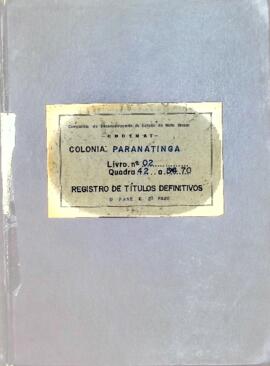 Companhia de Desenvolvimento do Estado de Mato Grosso
-CODEMAT-
COLONIA: PARANATINGA
Livro. nº 02
Quadra 42 a 70
REGISTRO DE TÍTULOS DEFINITIVOS